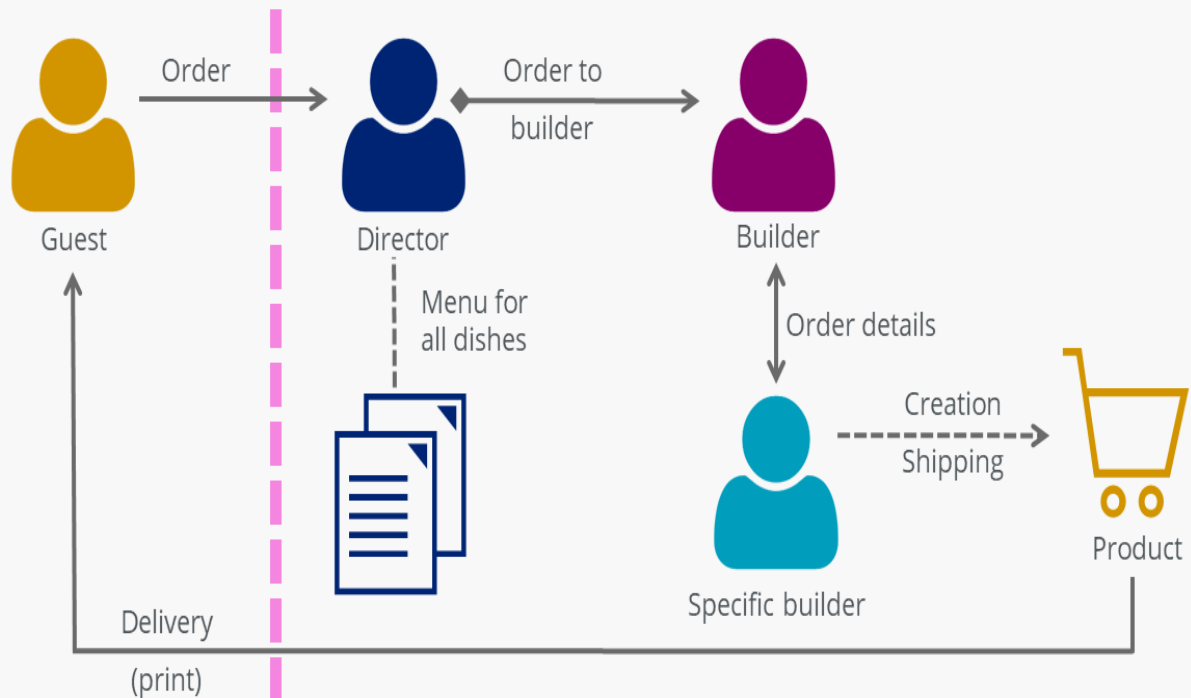 Order
Order to
builder
Guest
Director
Builder
Menu for
all dishes
Order details
Creation
Shipping
Product
Specific builder
Delivery
(print)